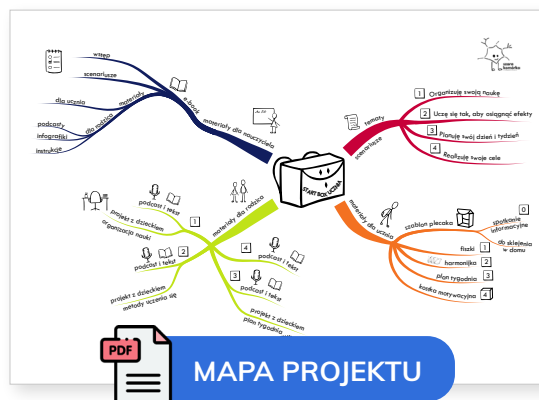 wstęp
scenariusze
dla ucznia
materiały
dla rodzica
podcasty
infografiki
instrukcje
e-book
materiały dla nauczyciela
tematy
scenariusze
1 Organizuję swoją naukę
2 Uczę się tak, aby osiągnąć efekty
3 Planuję swój dzień i tydzień
4 Realizuję swoje cele
START BOX UCZNIA
materiały dla rodzica
podcast i tekst
projekt z dzieckiem
organizacja nauki
1
podcast i tekst
2
projekt z dzieckiem
metody uczenia się
4
podcast i tekst
3
podcast i tekst
projekt z dzieckiem
plan tygodnia
materiały dla ucznia
szablon plecaka
0
spotkanie
informacyjne
do sklejenia
w domu
fiszki 1
harmonijka 2
plan tygodnia 3
kostka motywacyjna 4
PDF
MAPA PROJEKTU